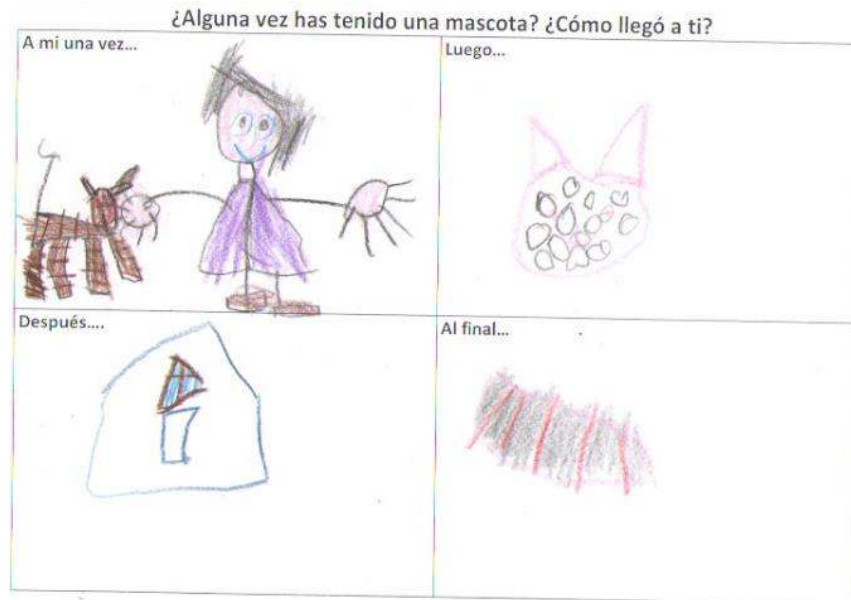 ¿Alguna vez has tenido una mascota? ¿Cómo llegó a ti?
A mi una vez...
Luego...
Después....
Al final...